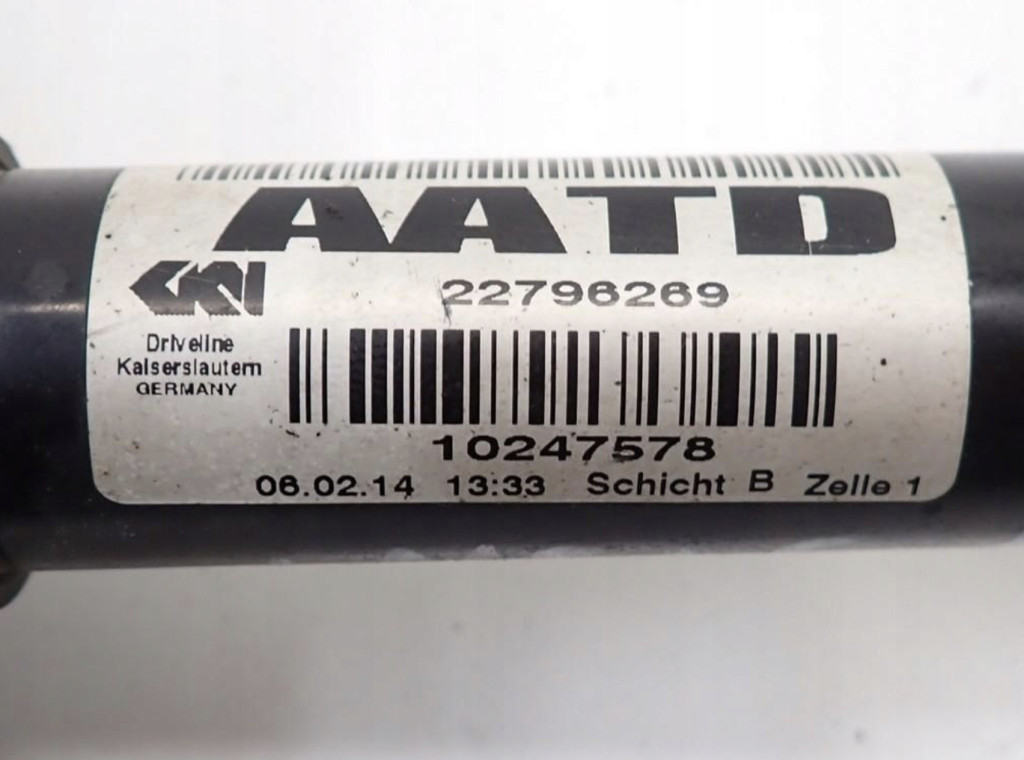 AATD
GKN
22796269
Driveline
Kaiserslautern
GERMANY
10247578
06.02.14 13:33 Schicht B Zelle 1